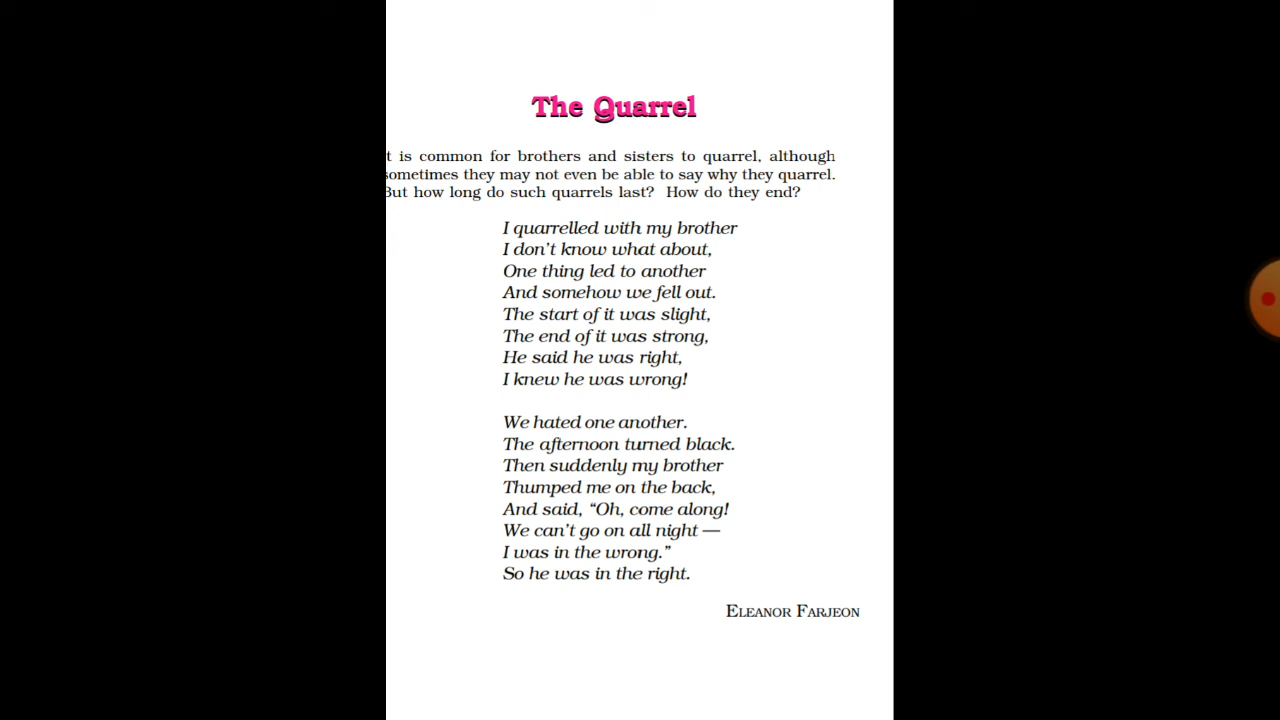 The Quarrel
t is common for brothers and sisters to quarrel, although
sometimes they may not even be able to say why they quarrel.
But how long do such quarrels last? How do they end?
I quarrelled with my brother
I don't know what about,
One thing led to another
And somehow we fell out.
The start of it was slight,
The end of it was strong,
He said he was right,
I knew he was wrong!
We hated one another.
The afternoon turned black.
Then suddenly my brother
Thumped me on the back,
And said, “Oh, come along!
We can't go on all night —
I was in the wrong.”
So he was in the right.
ELEANOR FARJEON